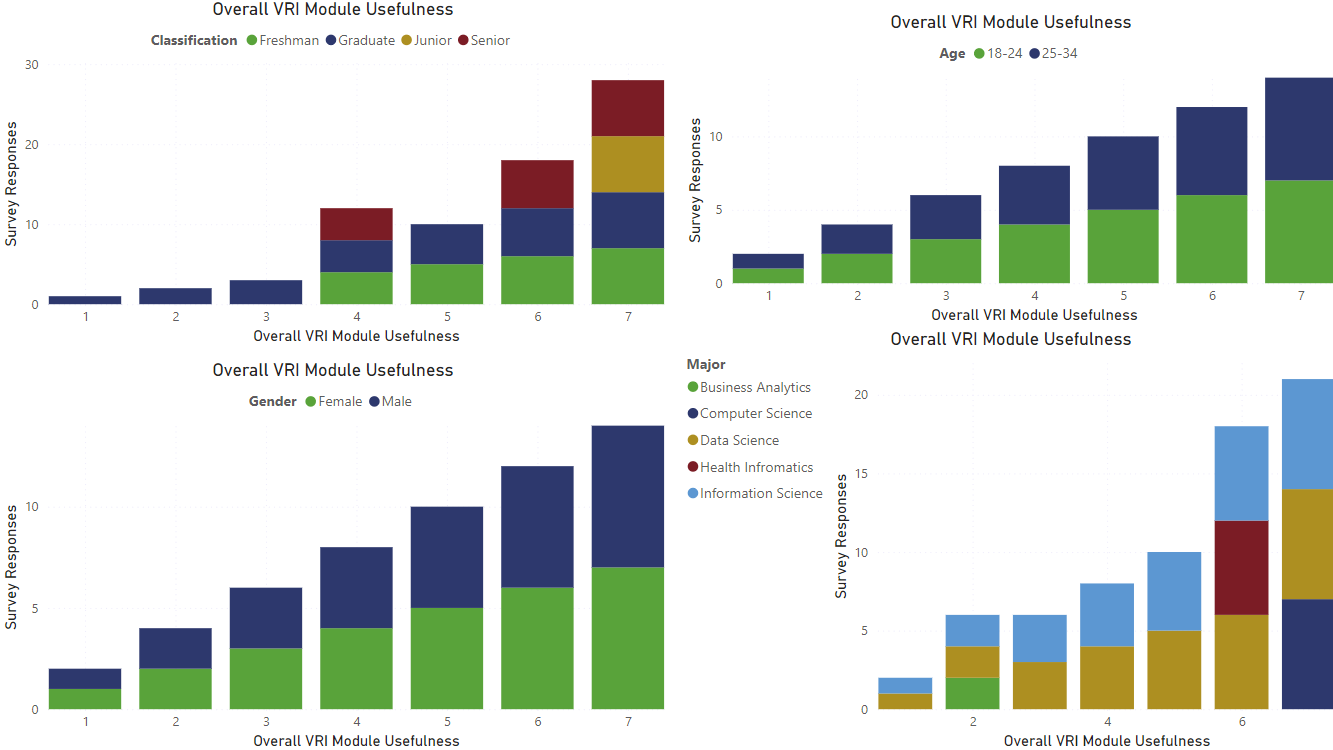 Overall VRI Module Usefulness
Classification Freshman Graduate Junior Senior
Survey Responses
30
20
10
0
1 2 3 4 5 6 7
Overall VRI Module Usefulness
Overall VRI Module Usefulness
Age 18-24 25-34
Survey Responses
10
5
0
1 2 3 4 5 6 7
Overall VRI Module Usefulness
Overall VRI Module Usefulness
Gender Female Male
Survey Responses
10
5
0
1 2 3 4 5 6 7
Overall VRI Module Usefulness
Overall VRI Module Usefulness
Major
Business Analytics
Computer Science
Data Science
Health Infromatics
Information Science
Survey Responses
20
15
10
5
0
2 4 6
Overall VRI Module Usefulness